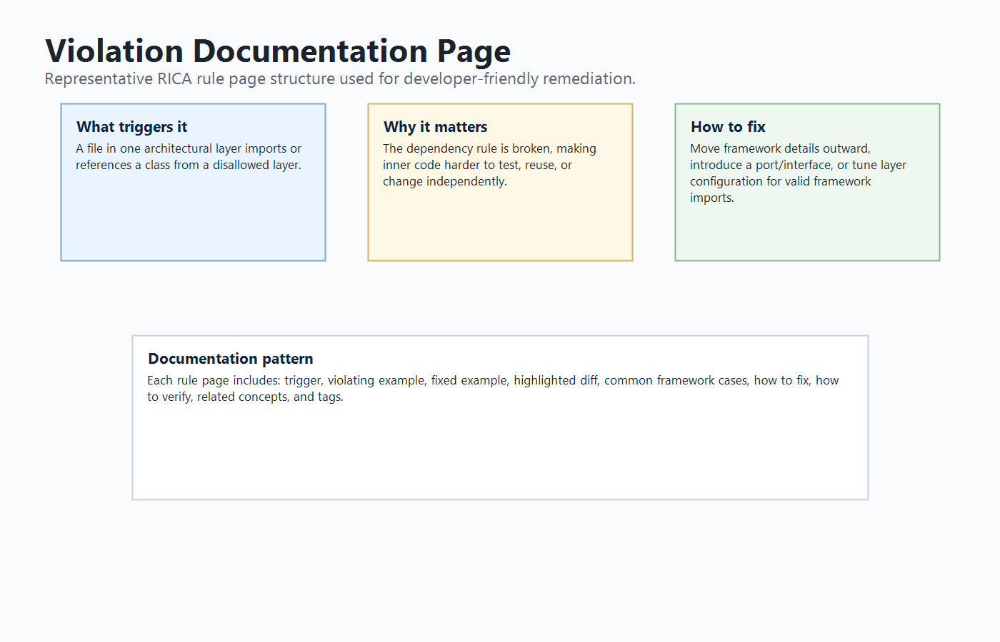 Violation Documentation Page
Representative RICA rule page structure used for developer-friendly remediation.
What triggers it
A file in one architectural layer imports or
references a class from a disallowed layer.
Why it matters
The dependency rule is broken, making
inner code harder to test, reuse, or
change independently.
How to fix
Move framework details outward,
introduce a port/interface, or tune layer
configuration for valid framework
imports.
Documentation pattern
Each rule page includes: trigger, violating example, fixed example, highlighted diff, common framework cases, how to fix, how
to verify, related concepts, and tags.